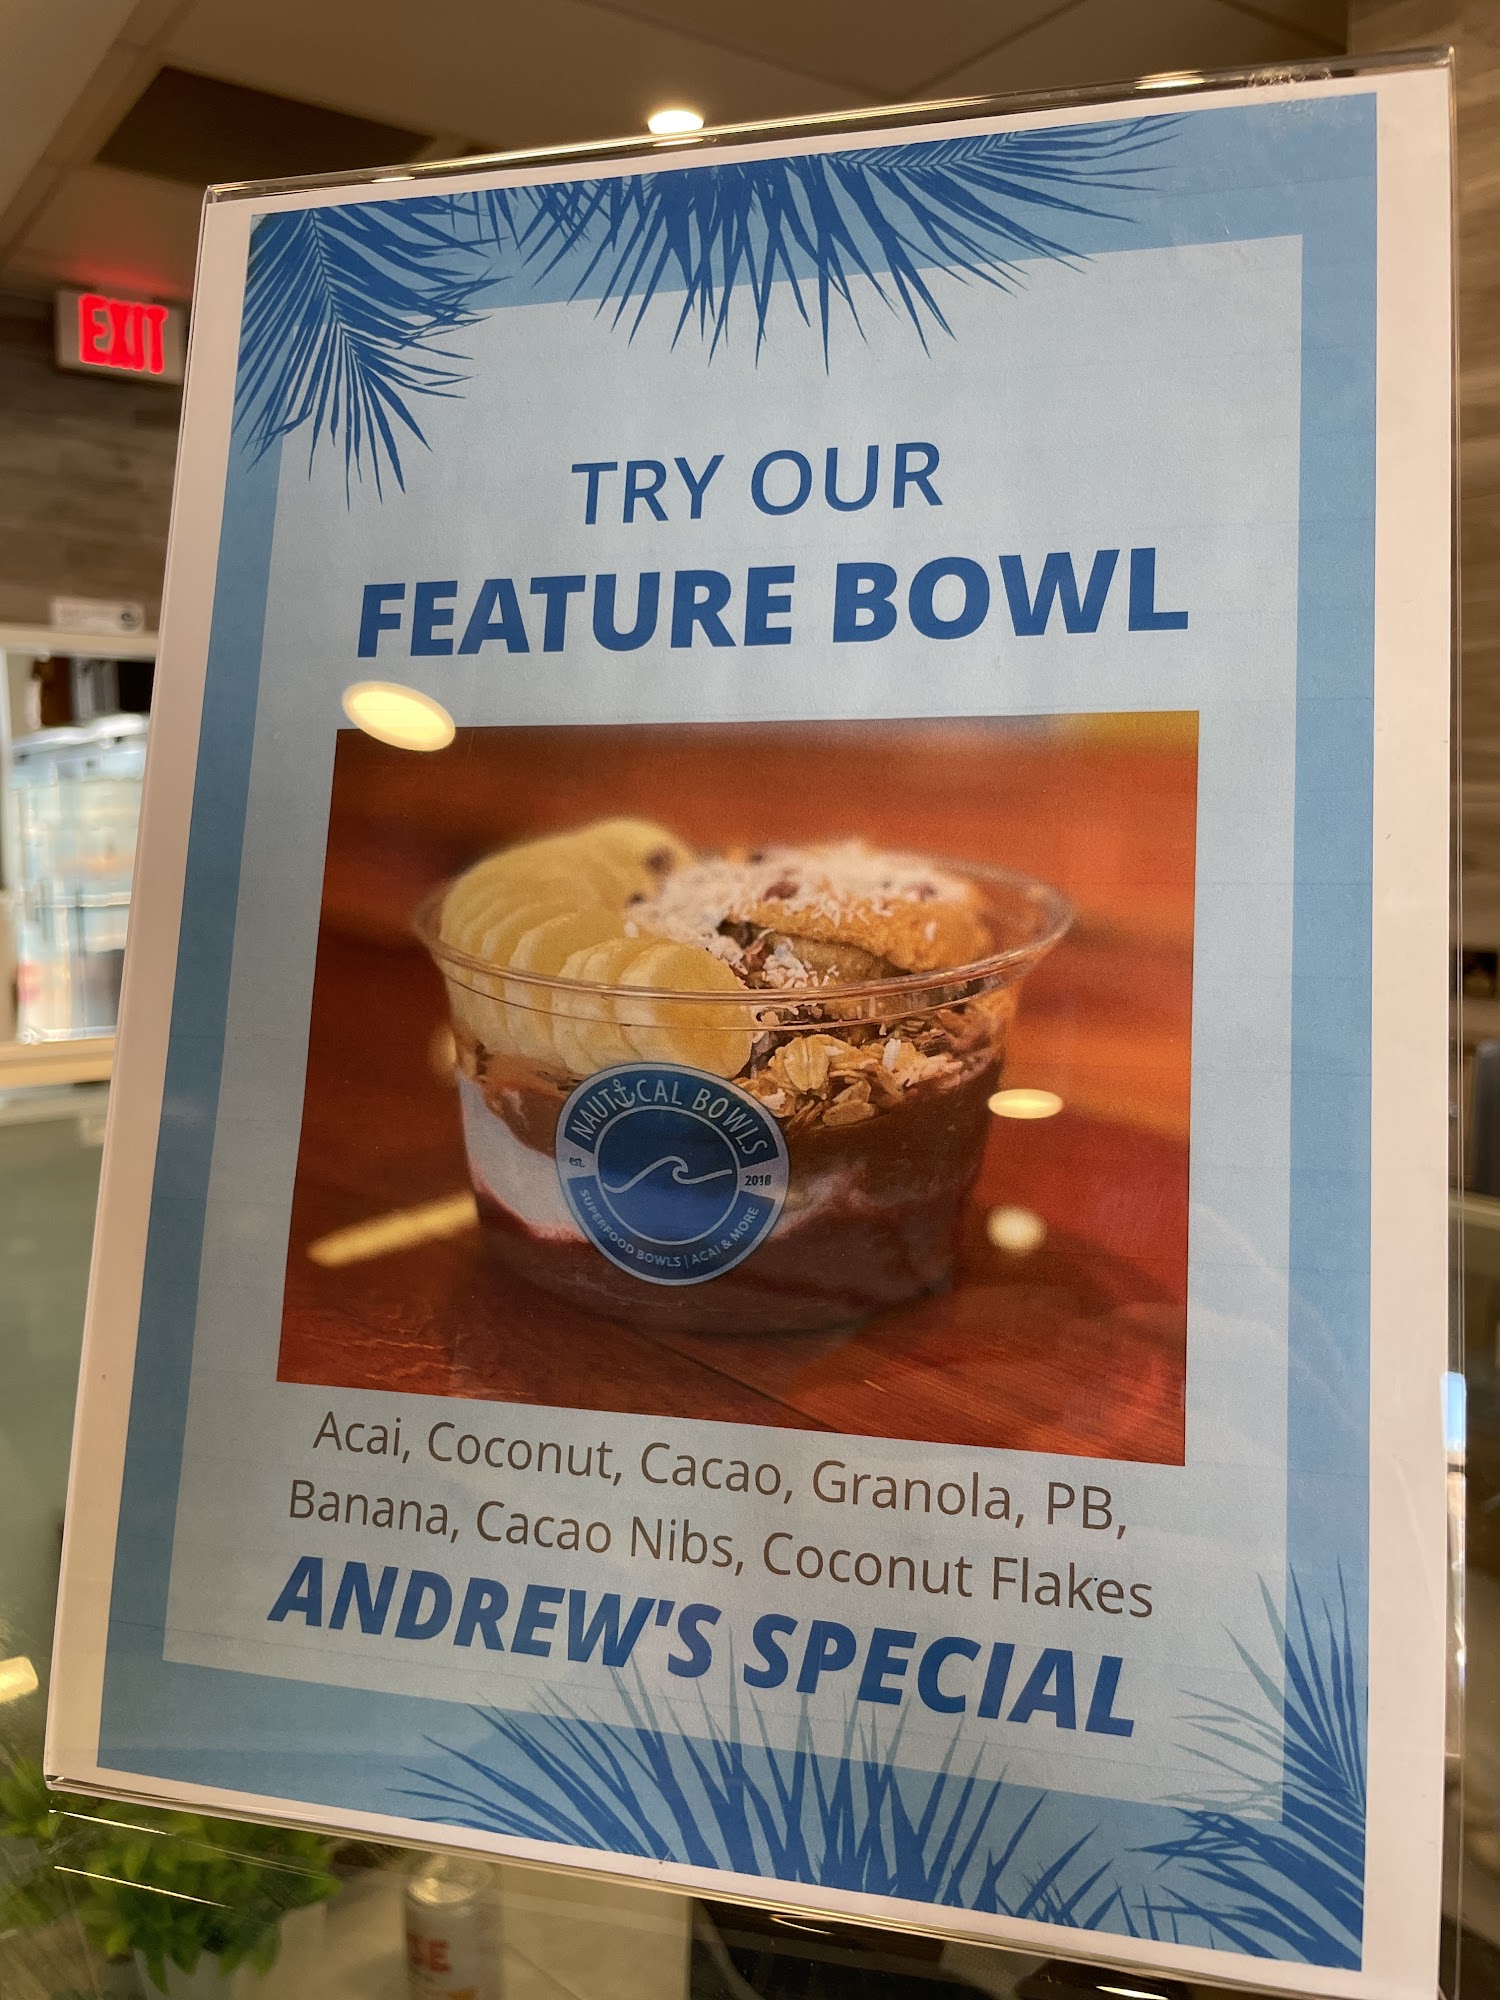 EXIT
TRY OUR
FEATURE BOWL
NAUTICAL BOWLS
est. 2018
SUPERFOOD BOWLS | ACAI & MORE
Acai, Coconut, Cacao, Granola, PB,
Banana, Cacao Nibs, Coconut Flakes
ANDREW'S SPECIAL